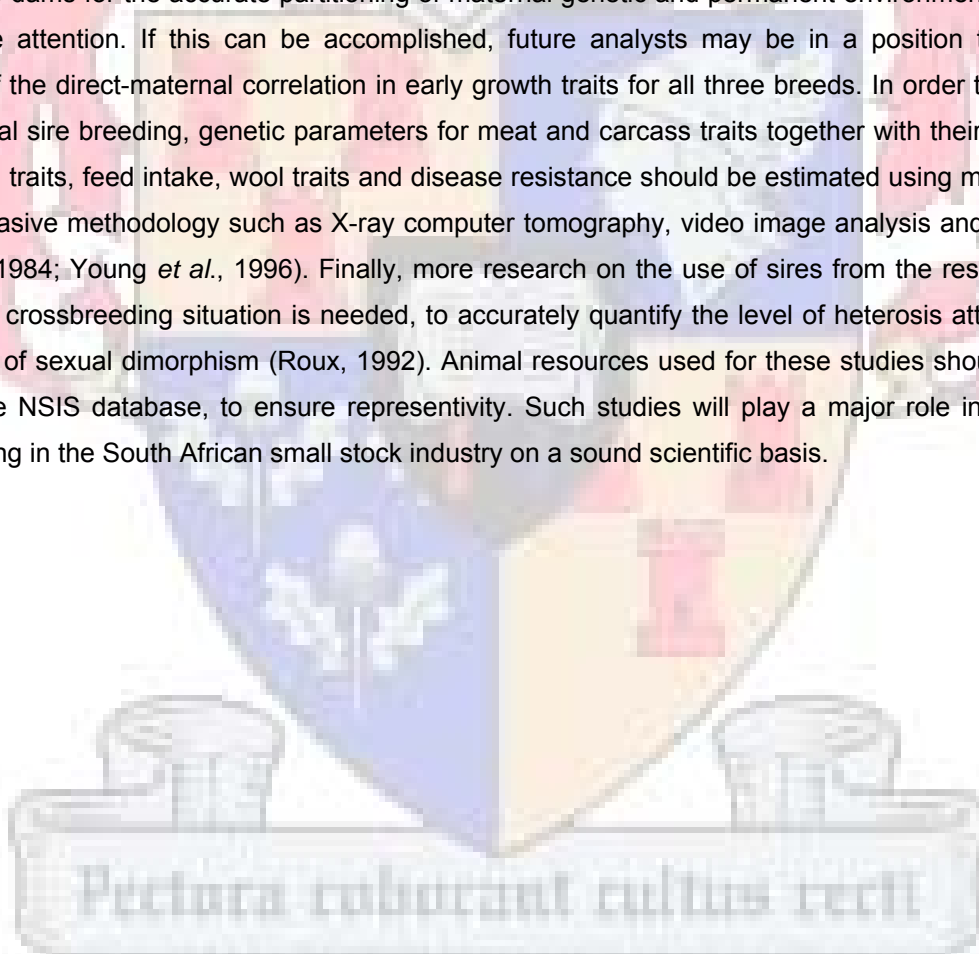 dams for the accurate partitioning of maternal genetic and permanent environmen
attention. If this can be accomplished, future analysts may be in a position
the direct-maternal correlation in early growth traits for all three breeds. In order t
al sire breeding, genetic parameters for meat and carcass traits together with their
traits, feed intake, wool traits and disease resistance should be estimated using m
asive methodology such as X-ray computer tomography, video image analysis and
1984; Young et al., 1996). Finally, more research on the use of sires from the res
crossbreeding situation is needed, to accurately quantify the level of heterosis att
of sexual dimorphism (Roux, 1992). Animal resources used for these studies shou
e NSIS database, to ensure representivity. Such studies will play a major role in
ng in the South African small stock industry on a sound scientific basis.
Pectora roborant cultus recti